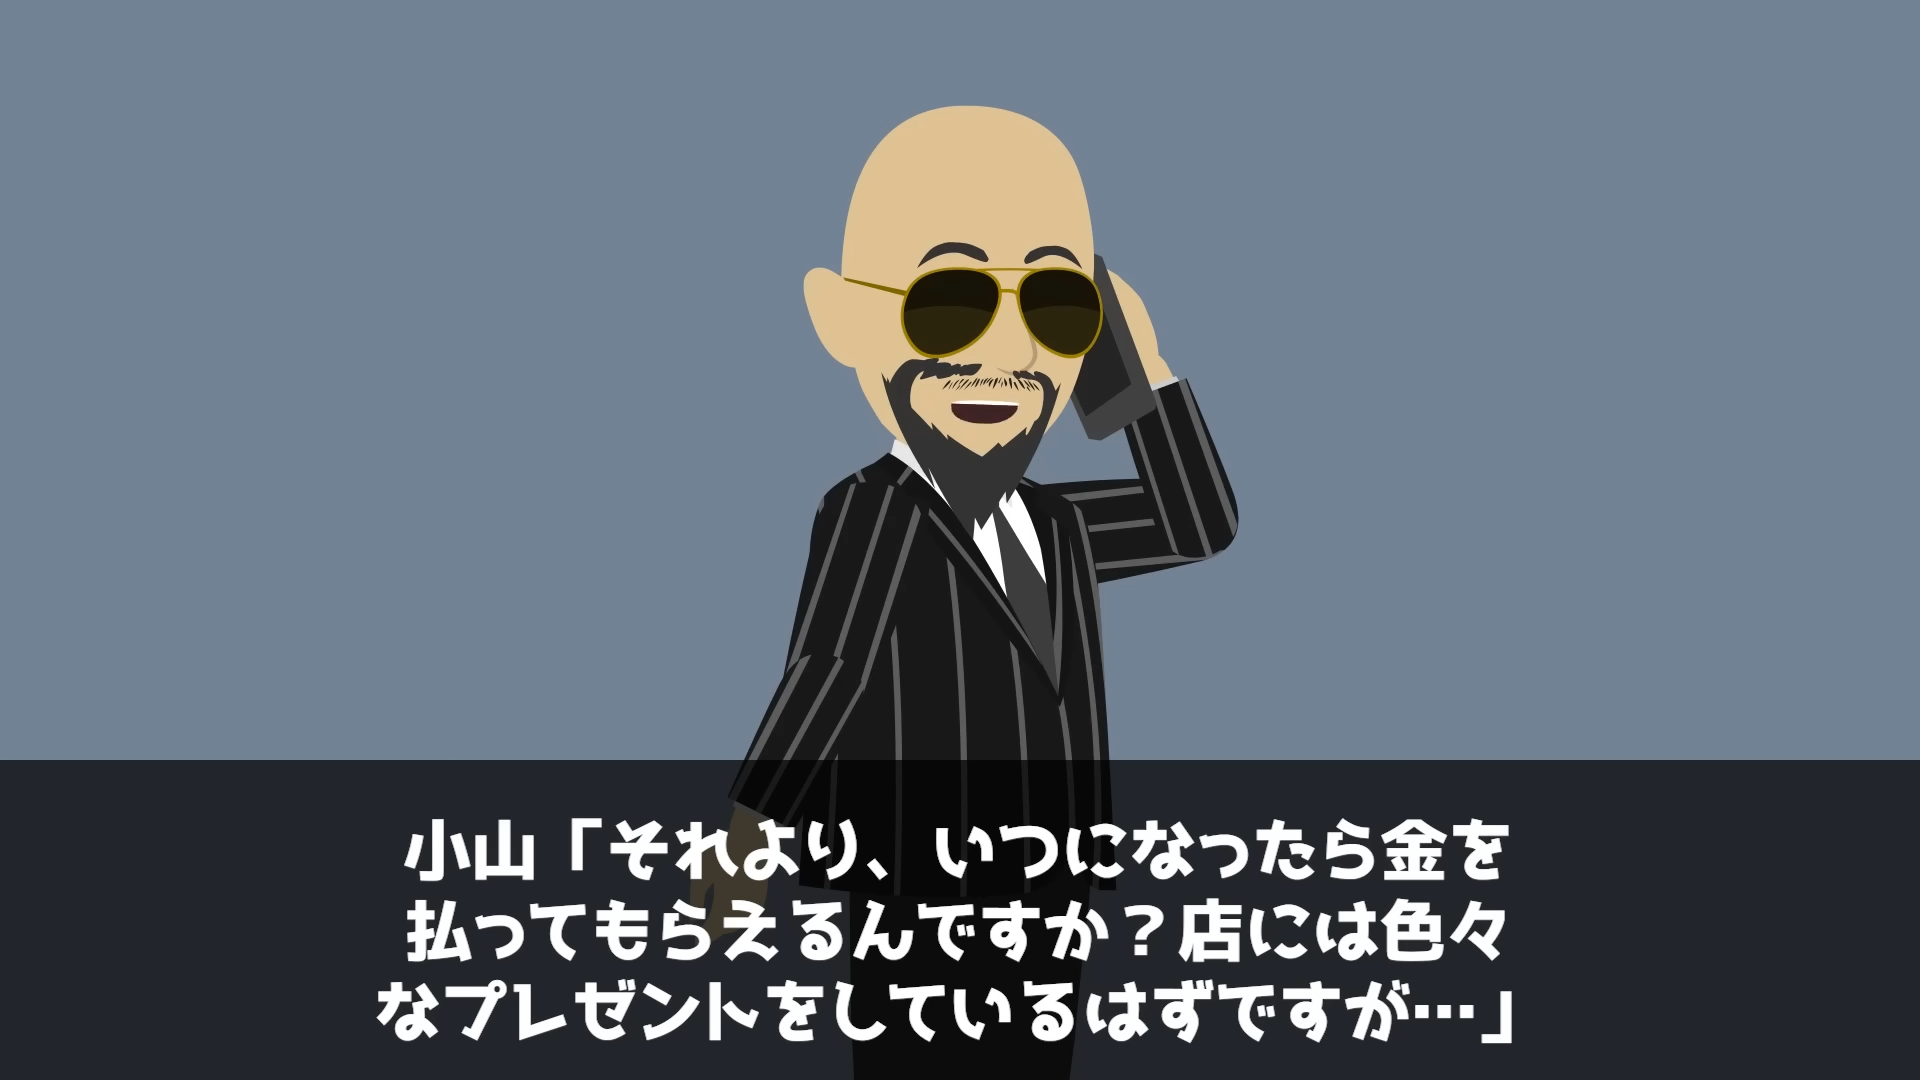 小山「それより、いつになったら金を
払ってもらえるんですか？店には色々
なプレゼントをしているはずですが…」